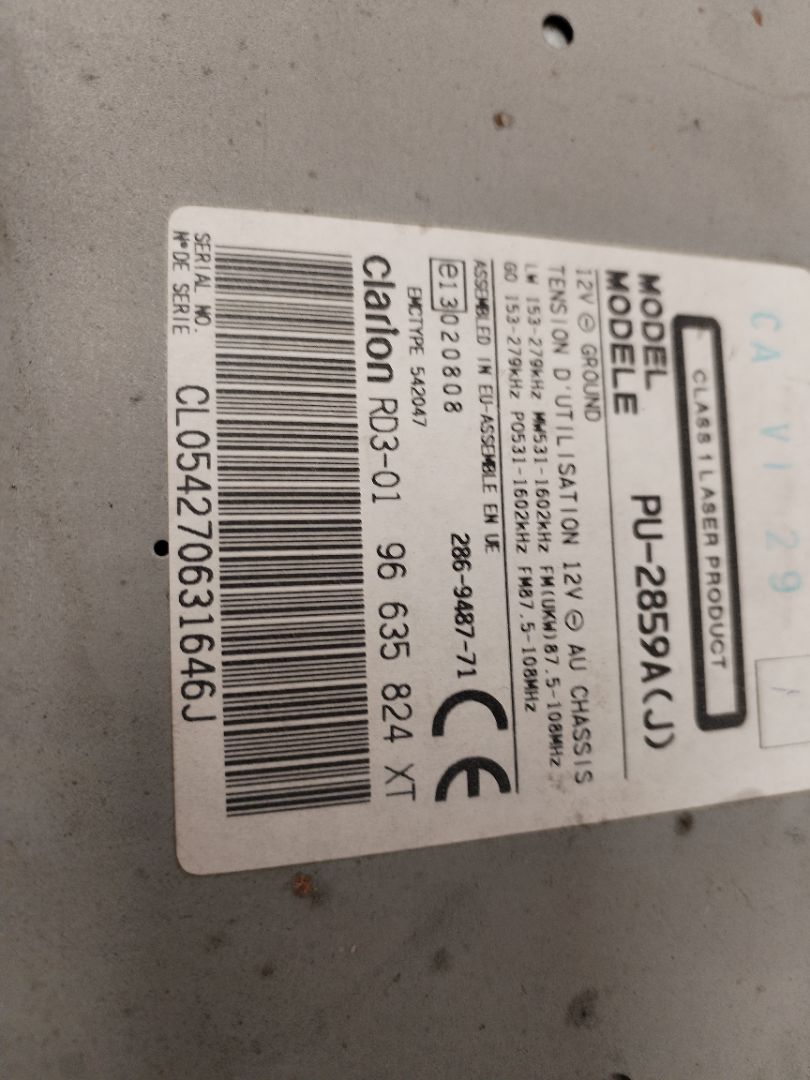 CA VI 29
CLASS 1 LASER PRODUCT
MODEL
MODELE PU-2859A(J)
12V ⊖ GROUND
TENSION D'UTILISATION 12V ⊖ AU CHASSIS
LW 153-279kHz MW531-1602kHz FM(UKW)87.5-108MHz
GO 153-279kHz PO531-1602kHz FM87.5-108MHz
ASSEMBLED IN EU-ASSEMBLE EN UE
e13 020808 286-9487-71 CE
EMCTYPE 542047
Clarion RD3-01 96 635 824 XT
SERIAL NO.
N° DE SERIE CL054270631646J